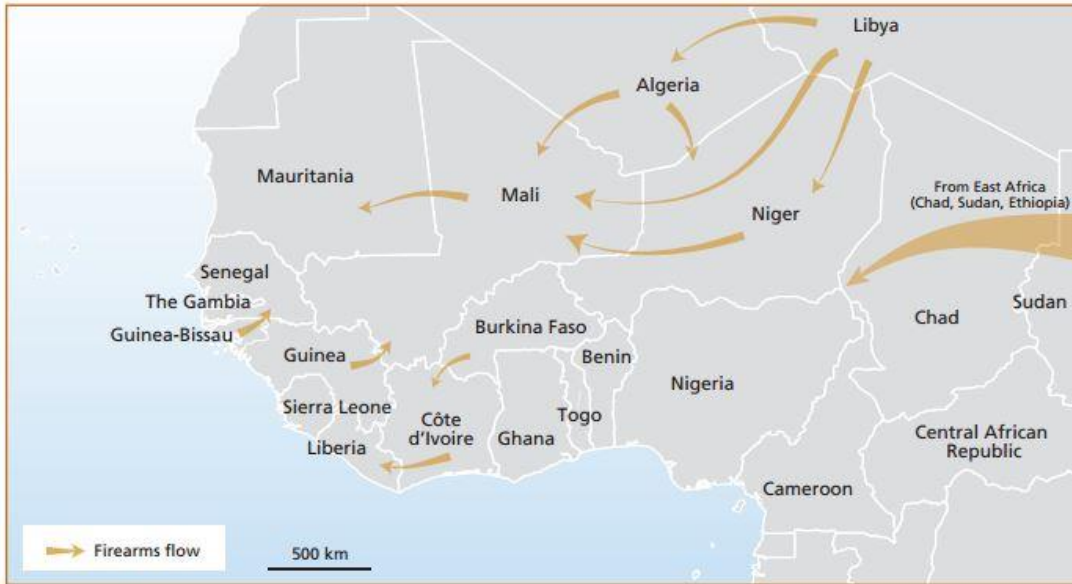 Libya
Algeria
Mauritania
Mali
Niger
From East Africa
(Chad, Sudan, Ethiopia)
Senegal
The Gambia
Guinea-Bissau
Burkina Faso
Chad
Sudan
Guinea
Benin
Nigeria
Sierra Leone
Côte
d'Ivoire
Ghana
Togo
Liberia
Central African
Republic
Cameroon
Firearms flow
500 km